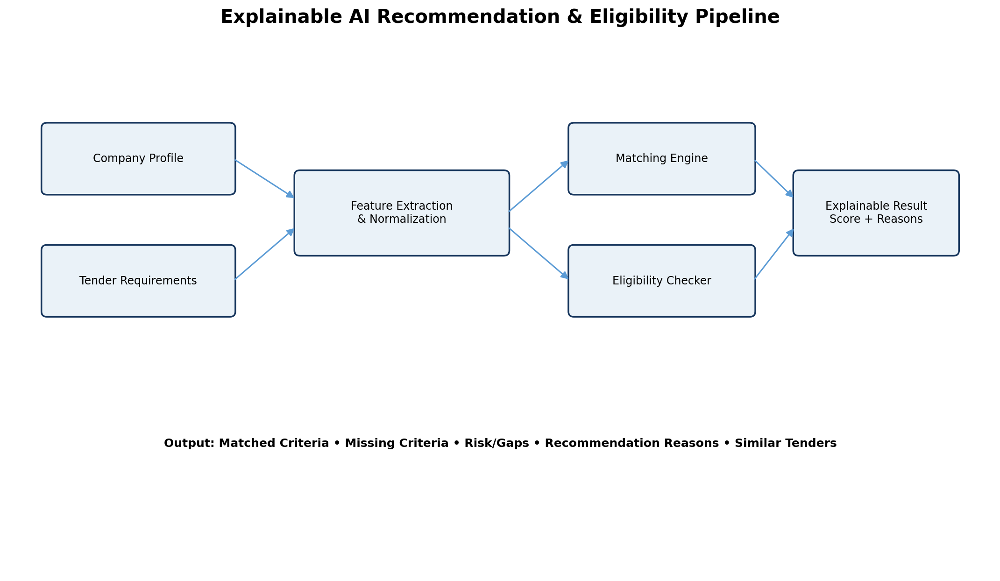 Explainable AI Recommendation & Eligibility Pipeline
Company Profile
Tender Requirements
Feature Extraction
& Normalization
Matching Engine
Eligibility Checker
Explainable Result
Score + Reasons
Output: Matched Criteria • Missing Criteria • Risk/Gaps • Recommendation Reasons • Similar Tenders